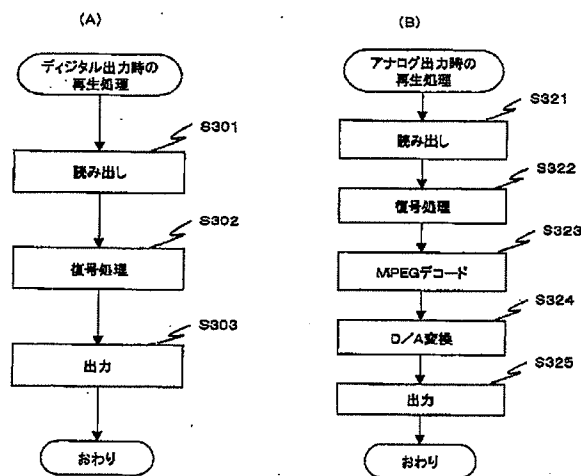 (A)
ディジタル出力時の
再生処理
S301
読み出し
S302
復号処理
S303
出力
おわり
(B)
アナログ出力時の
再生処理
S321
読み出し
S322
復号処理
S323
MPEGデコード
S324
D/A変換
S325
出力
おわり